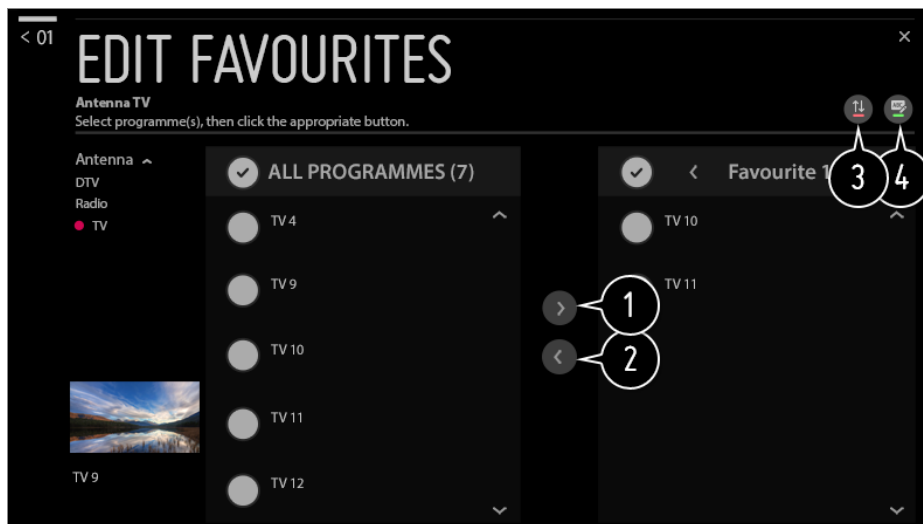 < 01
EDIT FAVOURITES
Antenna TV
Select programme(s), then click the appropriate button.
Antenna
DTV
Radio
TV
TV 9
ALL PROGRAMMES (7)
TV 4
TV 9
TV 10
TV 11
TV 12
1
2
Favourite 1
3
4
TV 10
TV 11